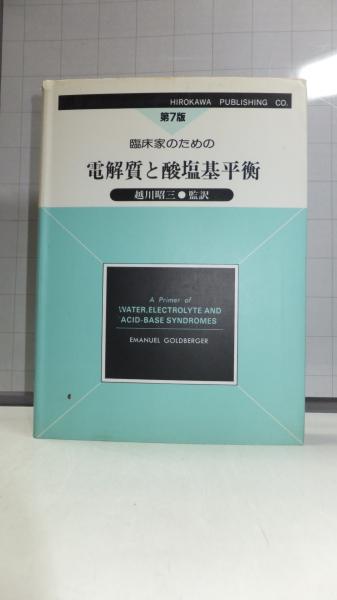 HIROKAWA PUBLISHING CO.
第7版
臨床家のための
電解質と酸塩基平衡
越川昭三●監訳
A Primer of
WATER, ELECTROLYTE AND
ACID-BASE SYNDROMES
EMANUEL GOLDBERGER